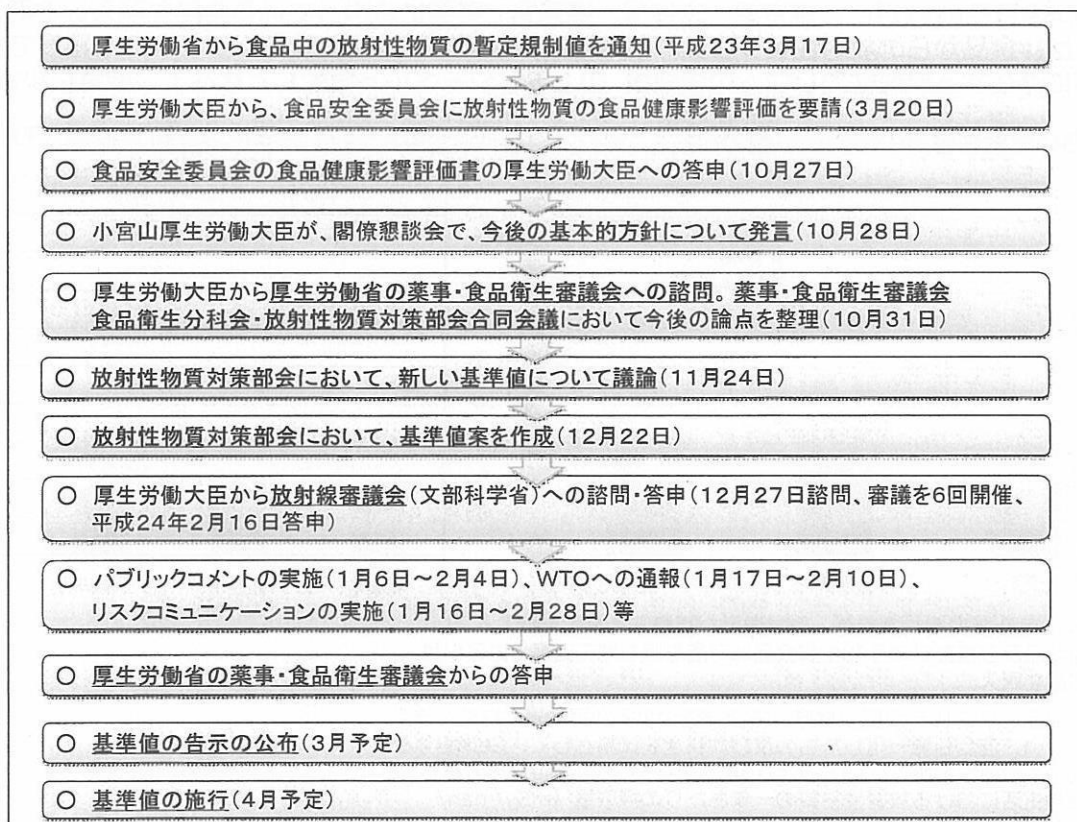 ○ 厚生労働省から食品中の放射性物質の暫定規制値を通知(平成23年3月17日)
○ 厚生労働大臣から、食品安全委員会に放射性物質の食品健康影響評価を要請(3月20日)
○ 食品安全委員会の食品健康影響評価書の厚生労働大臣への答申(10月27日)
○ 小宮山厚生労働大臣が、閣僚懇談会で、今後の基本的方針について発言(10月28日)
○ 厚生労働大臣から厚生労働省の薬事・食品衛生審議会への諮問。薬事・食品衛生審議会
食品衛生分科会・放射性物質対策部会合同会議において今後の論点を整理(10月31日)
○ 放射性物質対策部会において、新しい基準値について議論(11月24日)
○ 放射性物質対策部会において、基準値案を作成(12月22日)
○ 厚生労働大臣から放射線審議会(文部科学省)への諮問・答申(12月27日諮問、審議を6回開催、
平成24年2月16日答申)
○ パブリックコメントの実施(1月6日～2月4日)、WTOへの通報(1月17日～2月10日)、
リスクコミュニケーションの実施(1月16日～2月28日)等
○ 厚生労働省の薬事・食品衛生審議会からの答申
○ 基準値の告示の公布(3月予定)
○ 基準値の施行(4月予定)